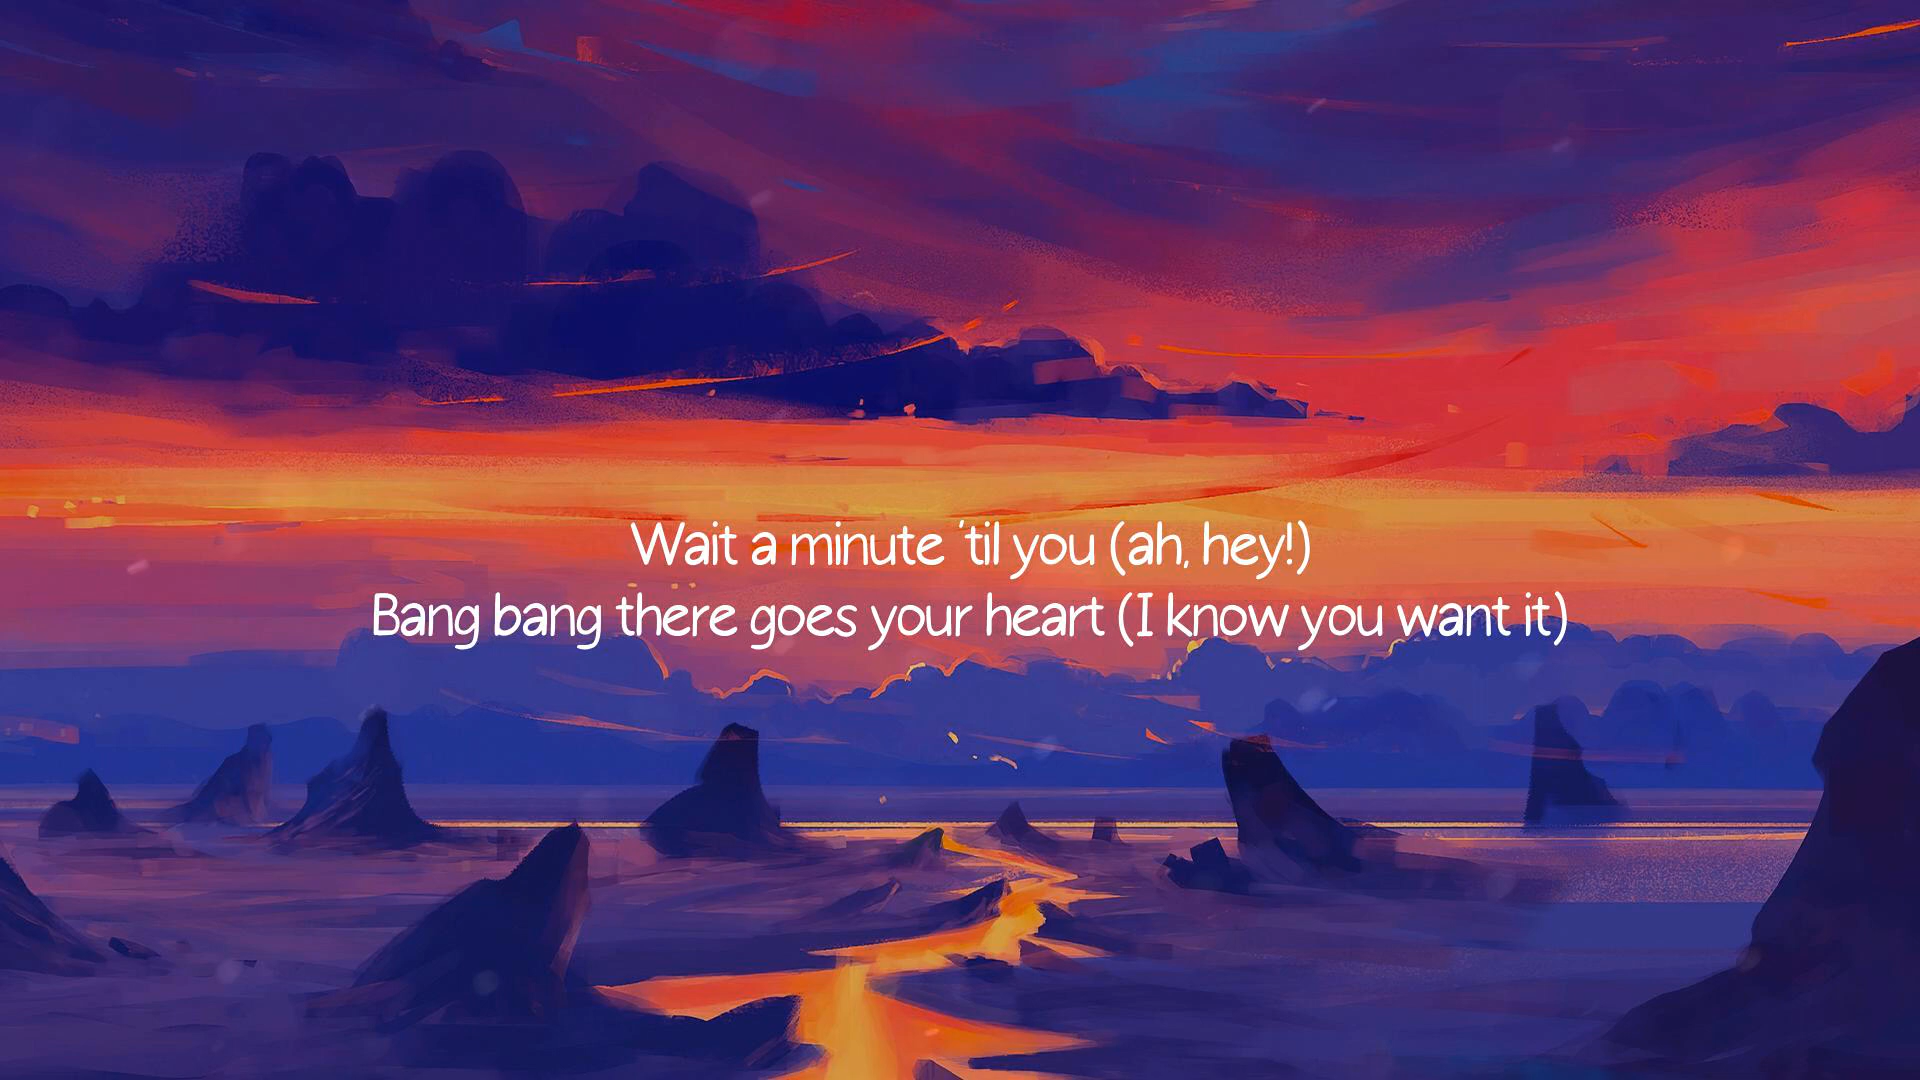 Wait a minute 'til you (ah, hey!)
Bang bang there goes your heart (I know you want it)